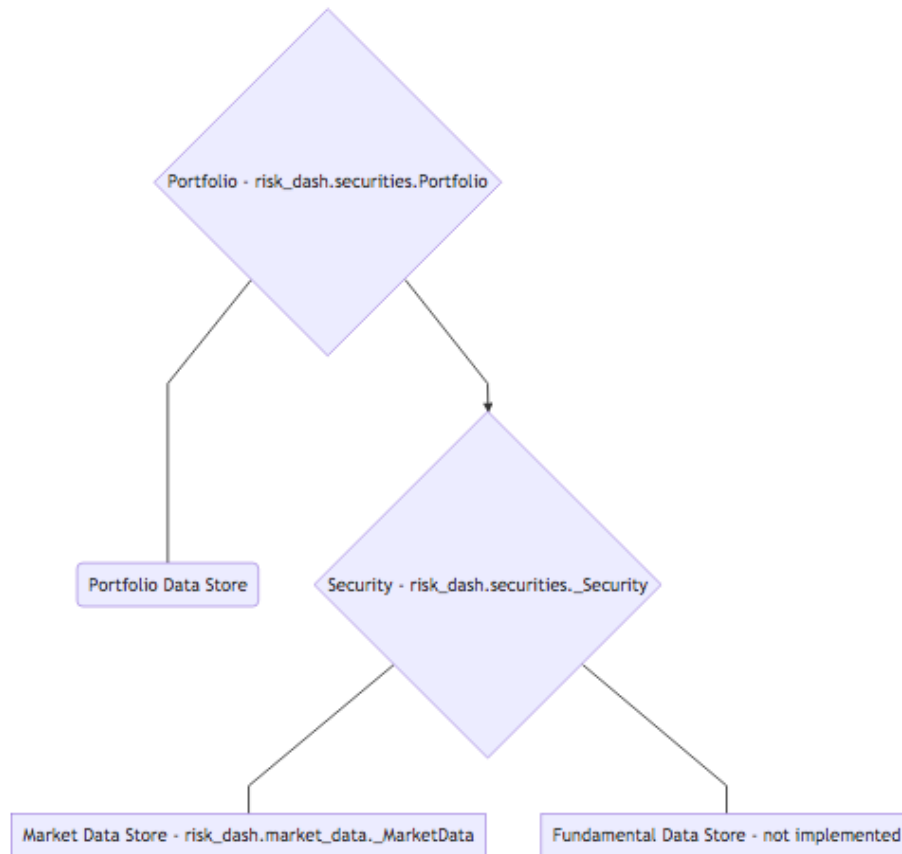 Portfolio - risk_dash.securities.Portfolio
Portfolio Data Store
Security - risk_dash.securities._Security
Market Data Store - risk_dash.market_data._MarketData
Fundamental Data Store - not implemented